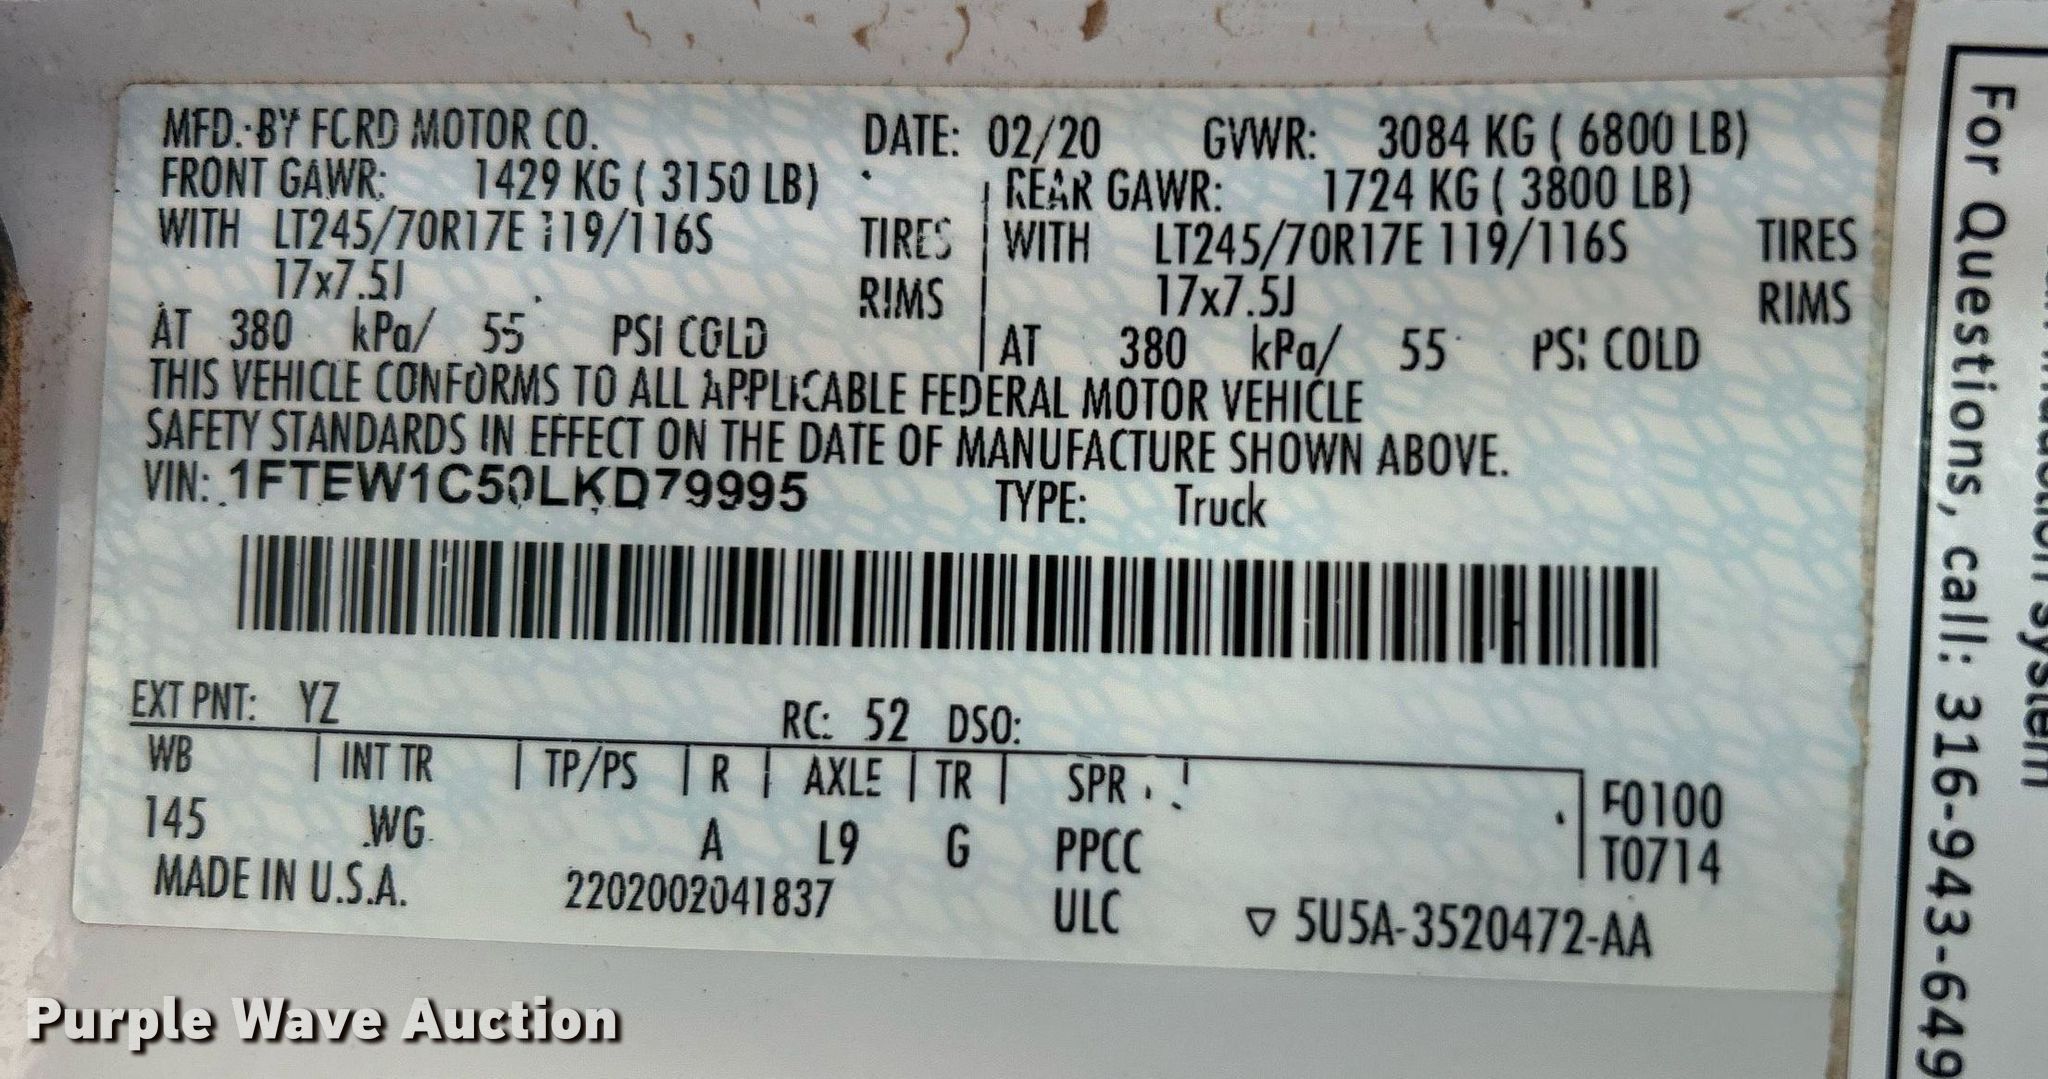 MFD. BY FORD MOTOR CO. DATE: 02/20 GVWR: 3084 KG ( 6800 LB)
FRONT GAWR: 1429 KG ( 3150 LB) REAR GAWR: 1724 KG ( 3800 LB)
WITH LT245/70R17E 119/116S TIRES WITH LT245/70R17E 119/116S TIRES
17x7.5J RIMS 17x7.5J RIMS
AT 380 kPa/ 55 PSI COLD AT 380 kPa/ 55 PSI COLD
THIS VEHICLE CONFORMS TO ALL APPLICABLE FEDERAL MOTOR VEHICLE
SAFETY STANDARDS IN EFFECT ON THE DATE OF MANUFACTURE SHOWN ABOVE.
VIN: 1FTEW1C50LKD79995 TYPE: Truck
EXT PNT: YZ RC: 52 DSO:
WB INT TR TP/PS R AXLE TR SPR F0100
145 WG A L9 G PPCC T0714
MADE IN U.S.A. 2202002041837 ULC ▽ 5U5A-3520472-AA
system
For Questions, call: 316-943-649
Purple Wave Auction